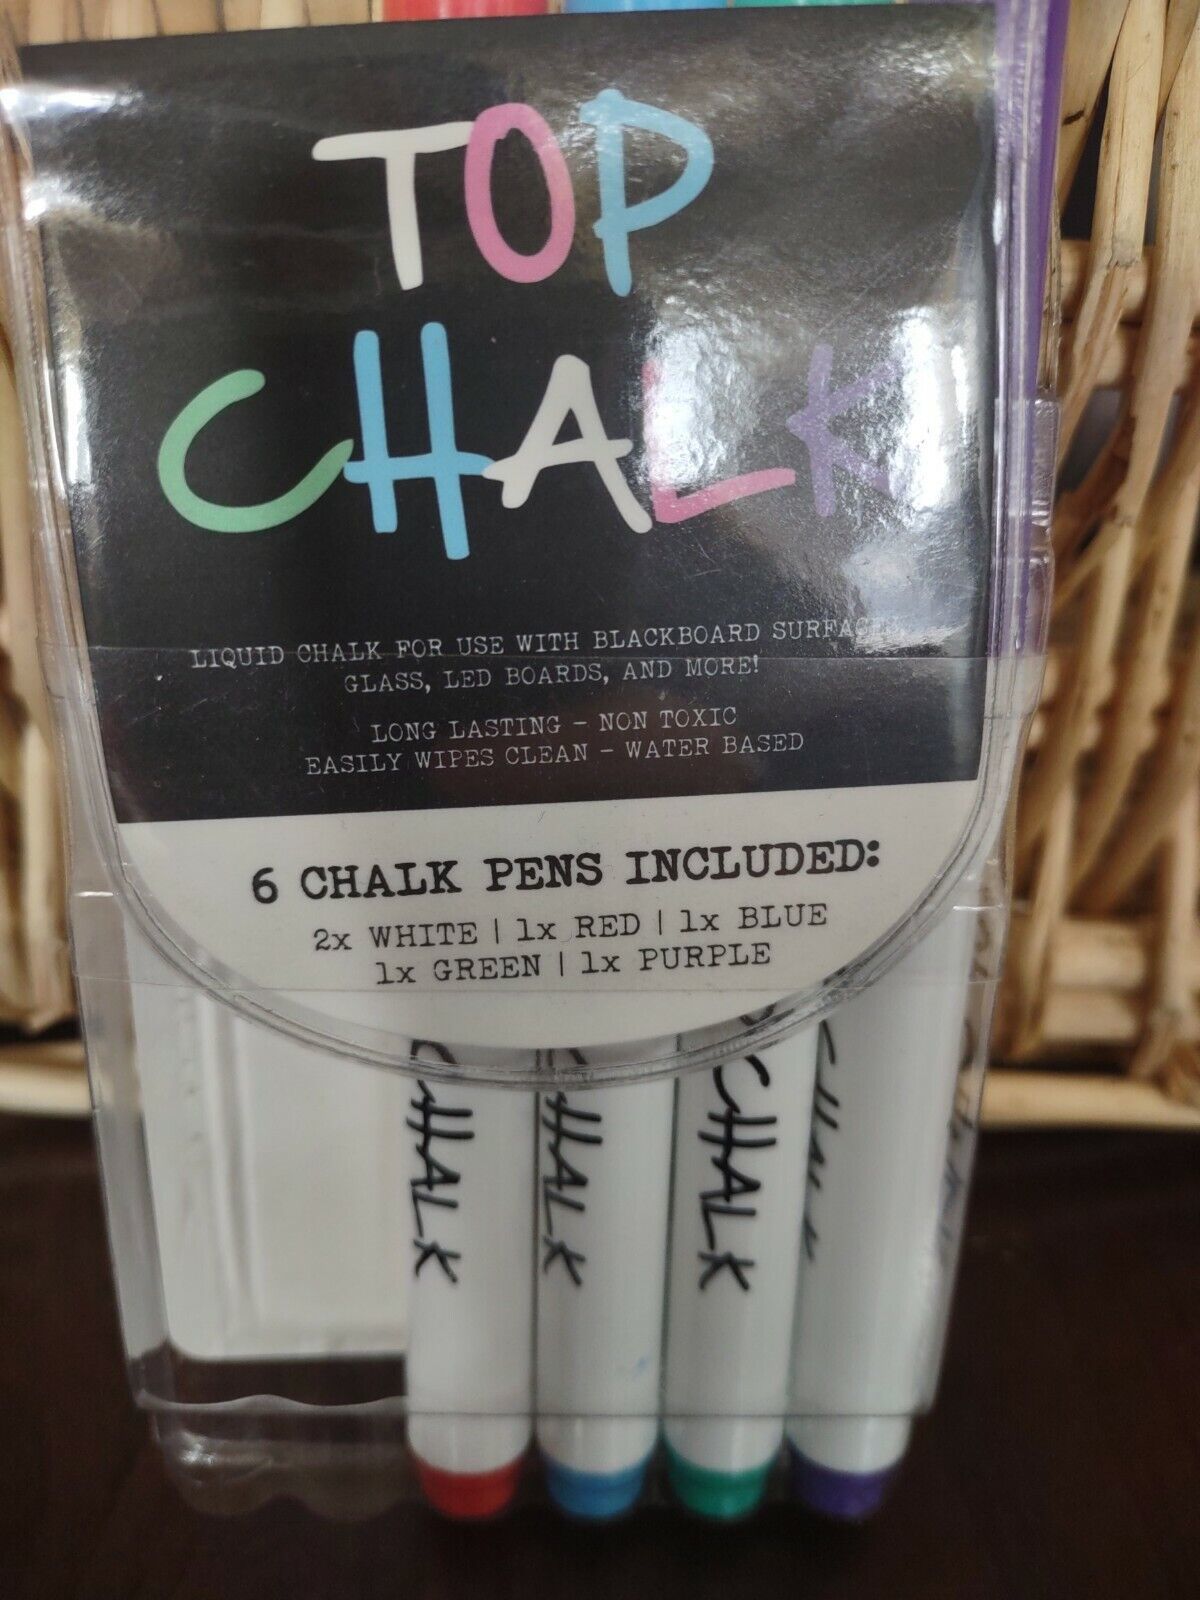 TOP
CHALK
LIQUID CHALK FOR USE WITH BLACKBOARD SURFACES,
GLASS, LED BOARDS, AND MORE!
LONG LASTING - NON TOXIC
EASILY WIPES CLEAN - WATER BASED
6 CHALK PENS INCLUDED:
2x WHITE | 1x RED | 1x BLUE
1x GREEN | 1x PURPLE
CHALK
CHALK
CHALK
CHALK